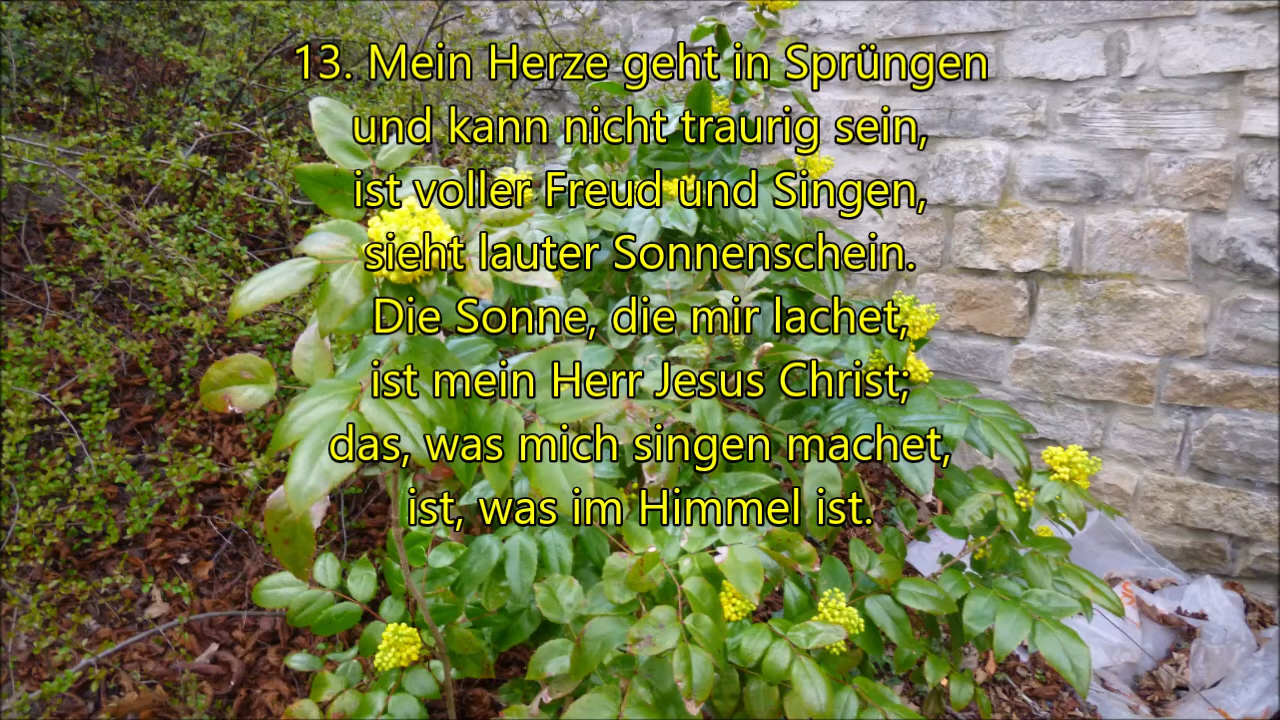 13. Mein Herze geht in Sprüngen
und kann nicht traurig sein,
ist voller Freud und Singen,
sieht lauter Sonnenschein.
Die Sonne, die mir lachet,
ist mein Herr Jesus Christ;
das, was mich singen machet,
ist, was im Himmel ist.